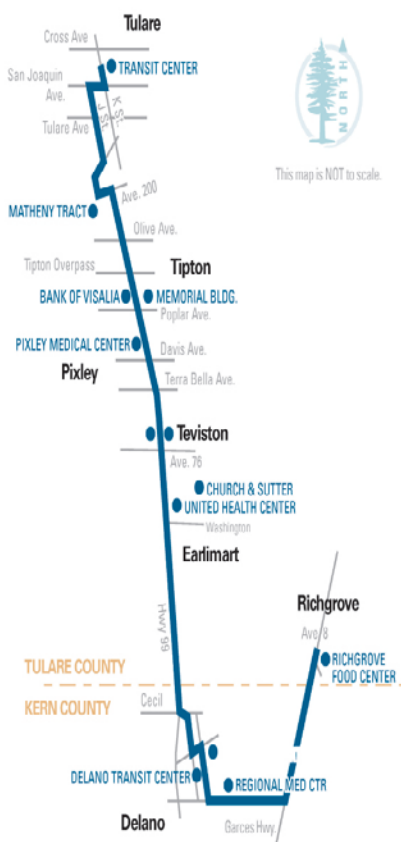 Tulare
Cross Ave
TRANSIT CENTER
San Joaquin
Ave.
K St.
J St.
Tulare Ave
NORTH
This map is NOT to scale.
Ave. 200
MATHENY TRACT
Olive Ave.
Tipton Overpass
Tipton
BANK OF VISALIA
MEMORIAL BLDG.
Poplar Ave.
PIXLEY MEDICAL CENTER
Davis Ave.
Pixley
Terra Bella Ave.
Teviston
Ave. 76
CHURCH & SUTTER
UNITED HEALTH CENTER
Washington
Earlimart
Hwy 99
Richgrove
Ave. 8
RICHGROVE
FOOD CENTER
TULARE COUNTY
KERN COUNTY
Cecil
DELANO TRANSIT CENTER
REGIONAL MED CTR
Delano
Garces Hwy.